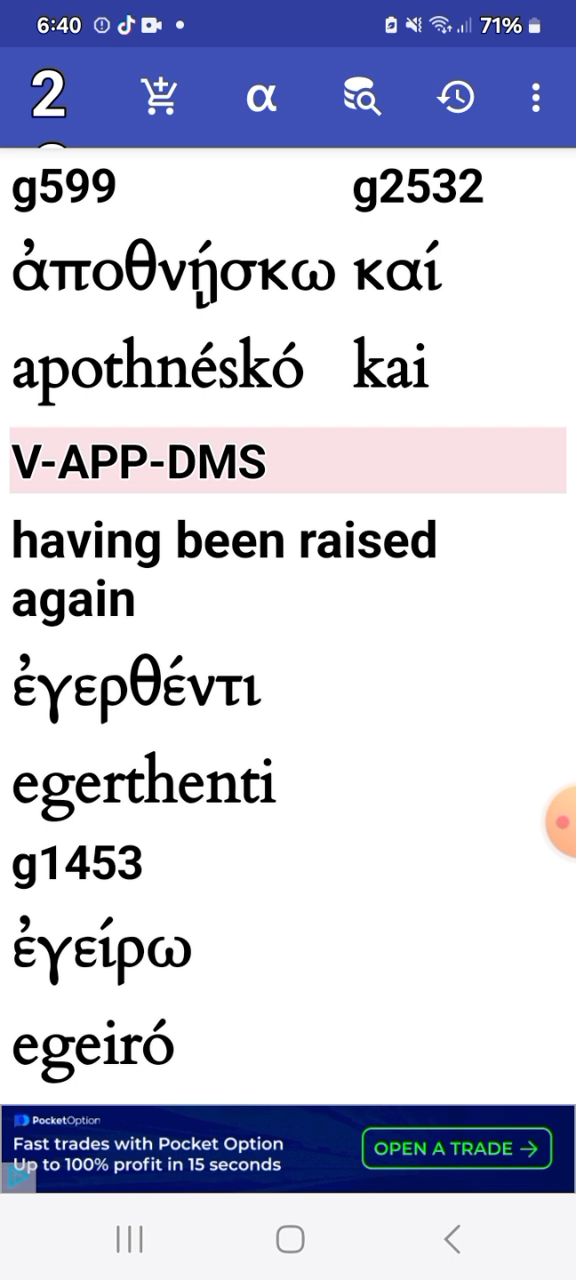 6:40 71%
2
α
g599 g2532
ἀποθνῄσκω καί
apothnéskó kai
V-APP-DMS
having been raised
again
ἐγερθέντι
egerthenti
g1453
ἐγείρω
egeiró
PocketOption
Fast trades with Pocket Option
Up to 100% profit in 15 seconds
OPEN A TRADE →